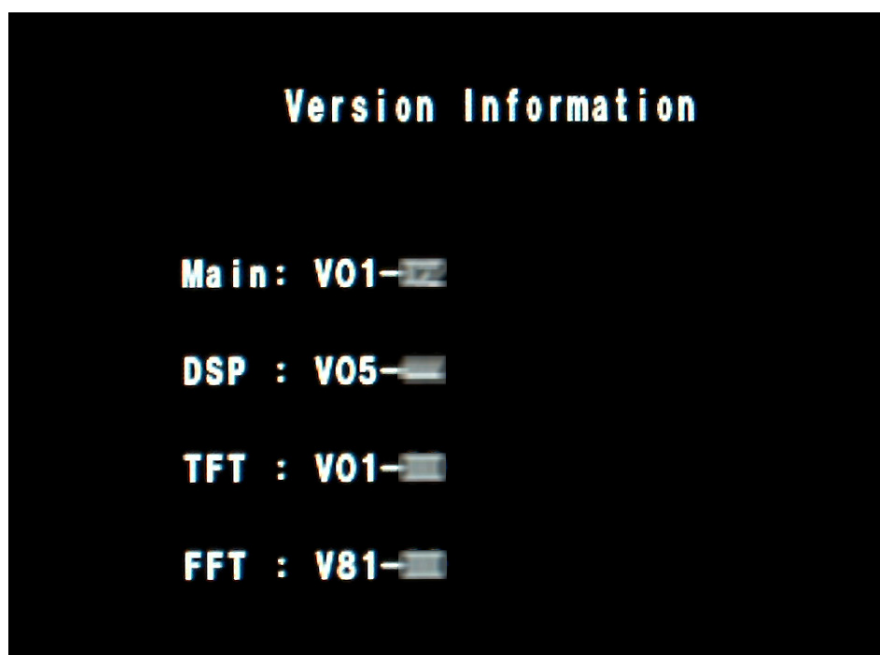 Version Information
Main: V01-
DSP : V05-
TFT : V01-
FFT : V81-